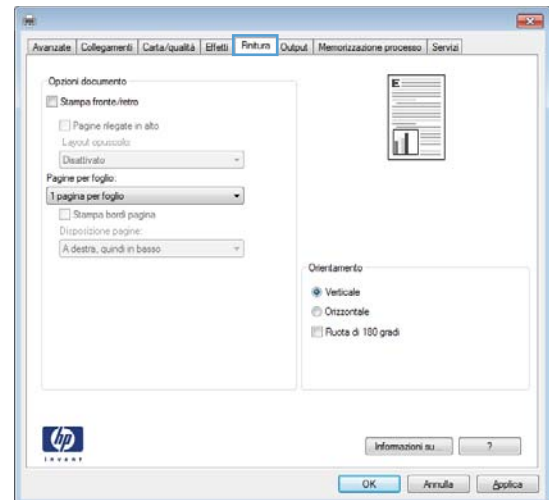 Avanzate Collegamenti Carta/qualità Effetti Finitura Output Memorizzazione processo Servizi
Opzioni documento
Stampa fronte/retro
Pagine rilegate in alto
Layout opuscolo:
Disattivato
Pagine per foglio:
1 pagina per foglio
Stampa bordi pagina
Disposizione pagine:
A destra, quindi in basso
E
Orientamento
Verticale
Orizzontale
Ruota di 180 gradi
hp
invent
Informazioni su... ?
OK Annulla Applica